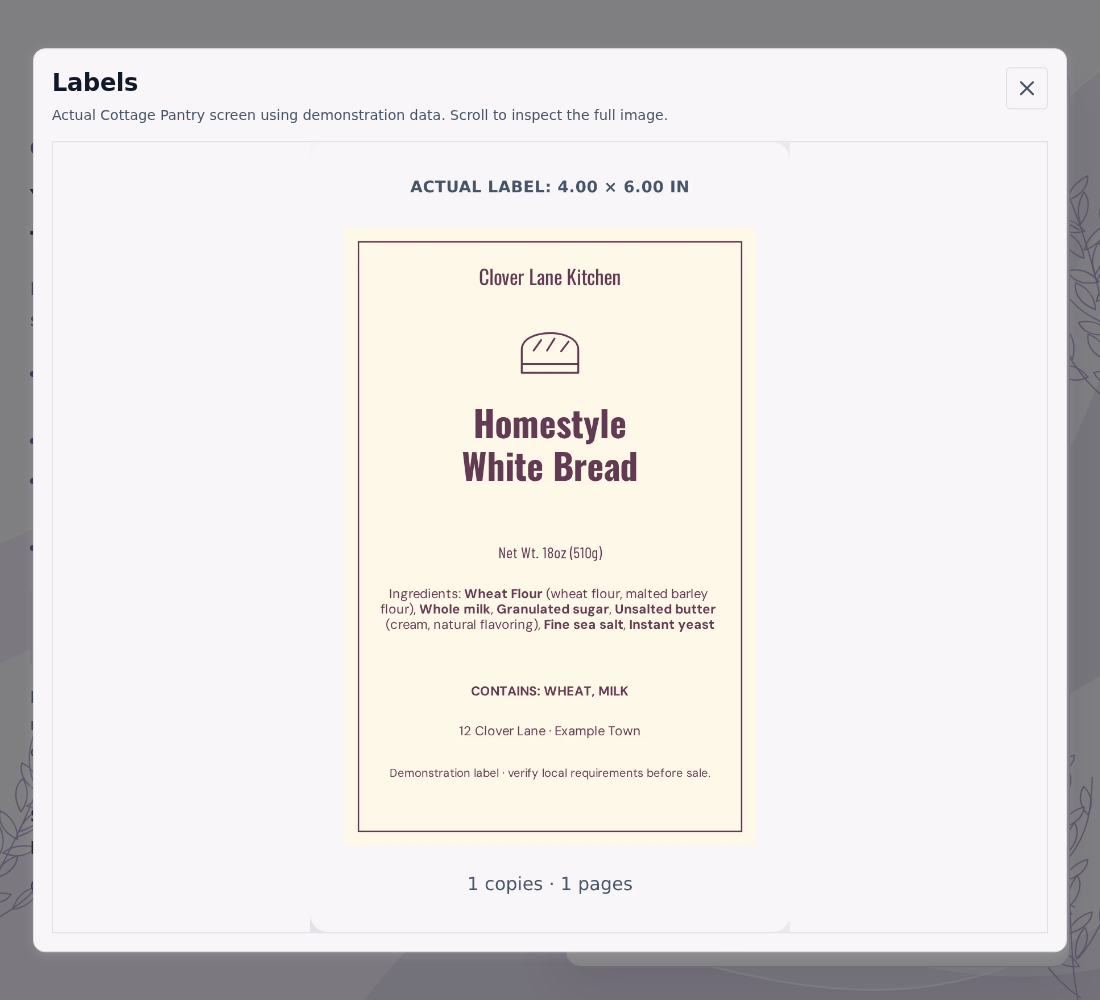 Labels
Actual Cottage Pantry screen using demonstration data. Scroll to inspect the full image.
ACTUAL LABEL: 4.00 × 6.00 IN
Clover Lane Kitchen
Homestyle
White Bread
Net Wt. 18oz (510g)
Ingredients: Wheat Flour (wheat flour, malted barley
flour), Whole milk, Granulated sugar, Unsalted butter
(cream, natural flavoring), Fine sea salt, Instant yeast
CONTAINS: WHEAT, MILK
12 Clover Lane · Example Town
Demonstration label · verify local requirements before sale.
1 copies · 1 pages